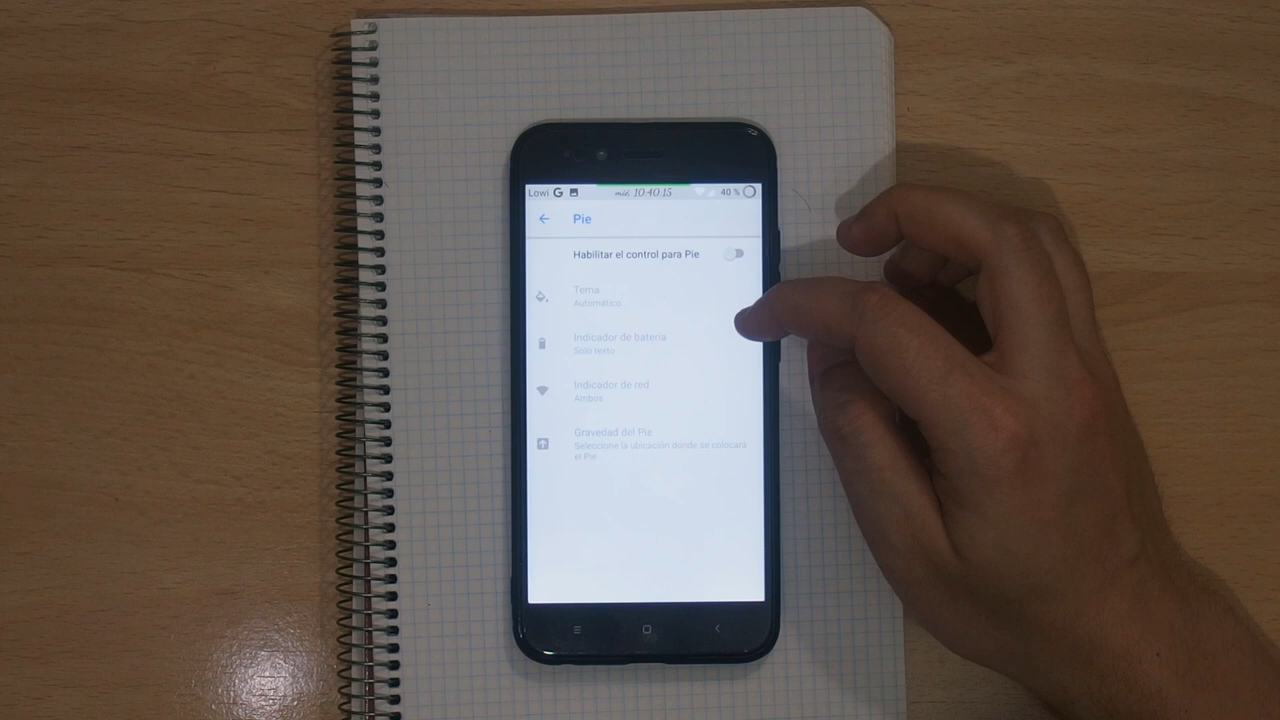 Lowi G mié. 10:40:15 40 %
Pie
Habilitar el control para Pie
Tema
Automático
Indicador de batería
Solo texto
Indicador de red
Ambos
Gravedad del Pie
Seleccione la ubicación donde se colocará
el Pie